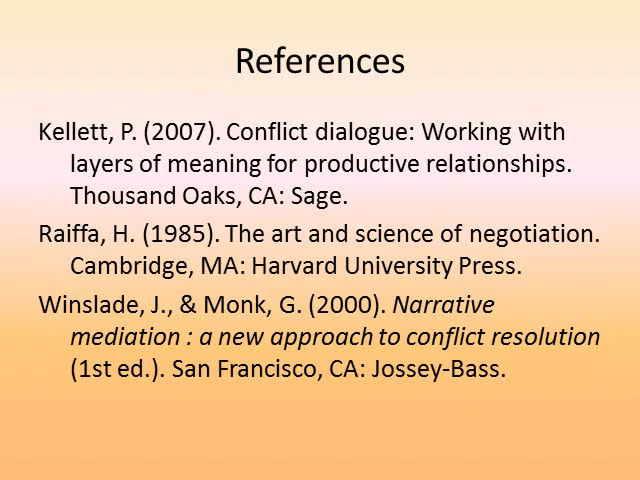 References
Kellett, P. (2007). Conflict dialogue: Working with
layers of meaning for productive relationships.
Thousand Oaks, CA: Sage.
Raiffa, H. (1985). The art and science of negotiation.
Cambridge, MA: Harvard University Press.
Winslade, J., & Monk, G. (2000). Narrative
mediation : a new approach to conflict resolution
(1st ed.). San Francisco, CA: Jossey-Bass.